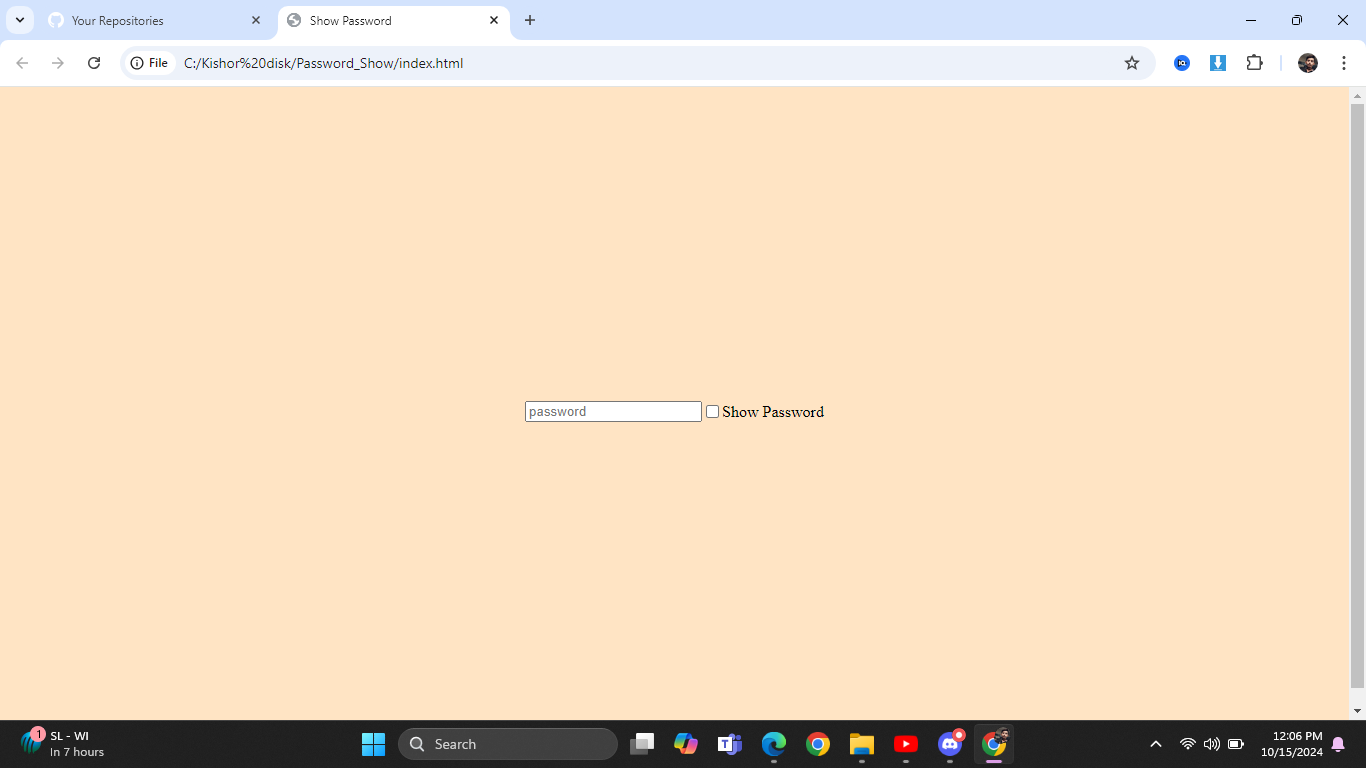 Your Repositories
Show Password
File
C:/Kishor%20disk/Password_Show/index.html
password
Show Password
1
SL - WI
In 7 hours
Search
12:06 PM
10/15/2024